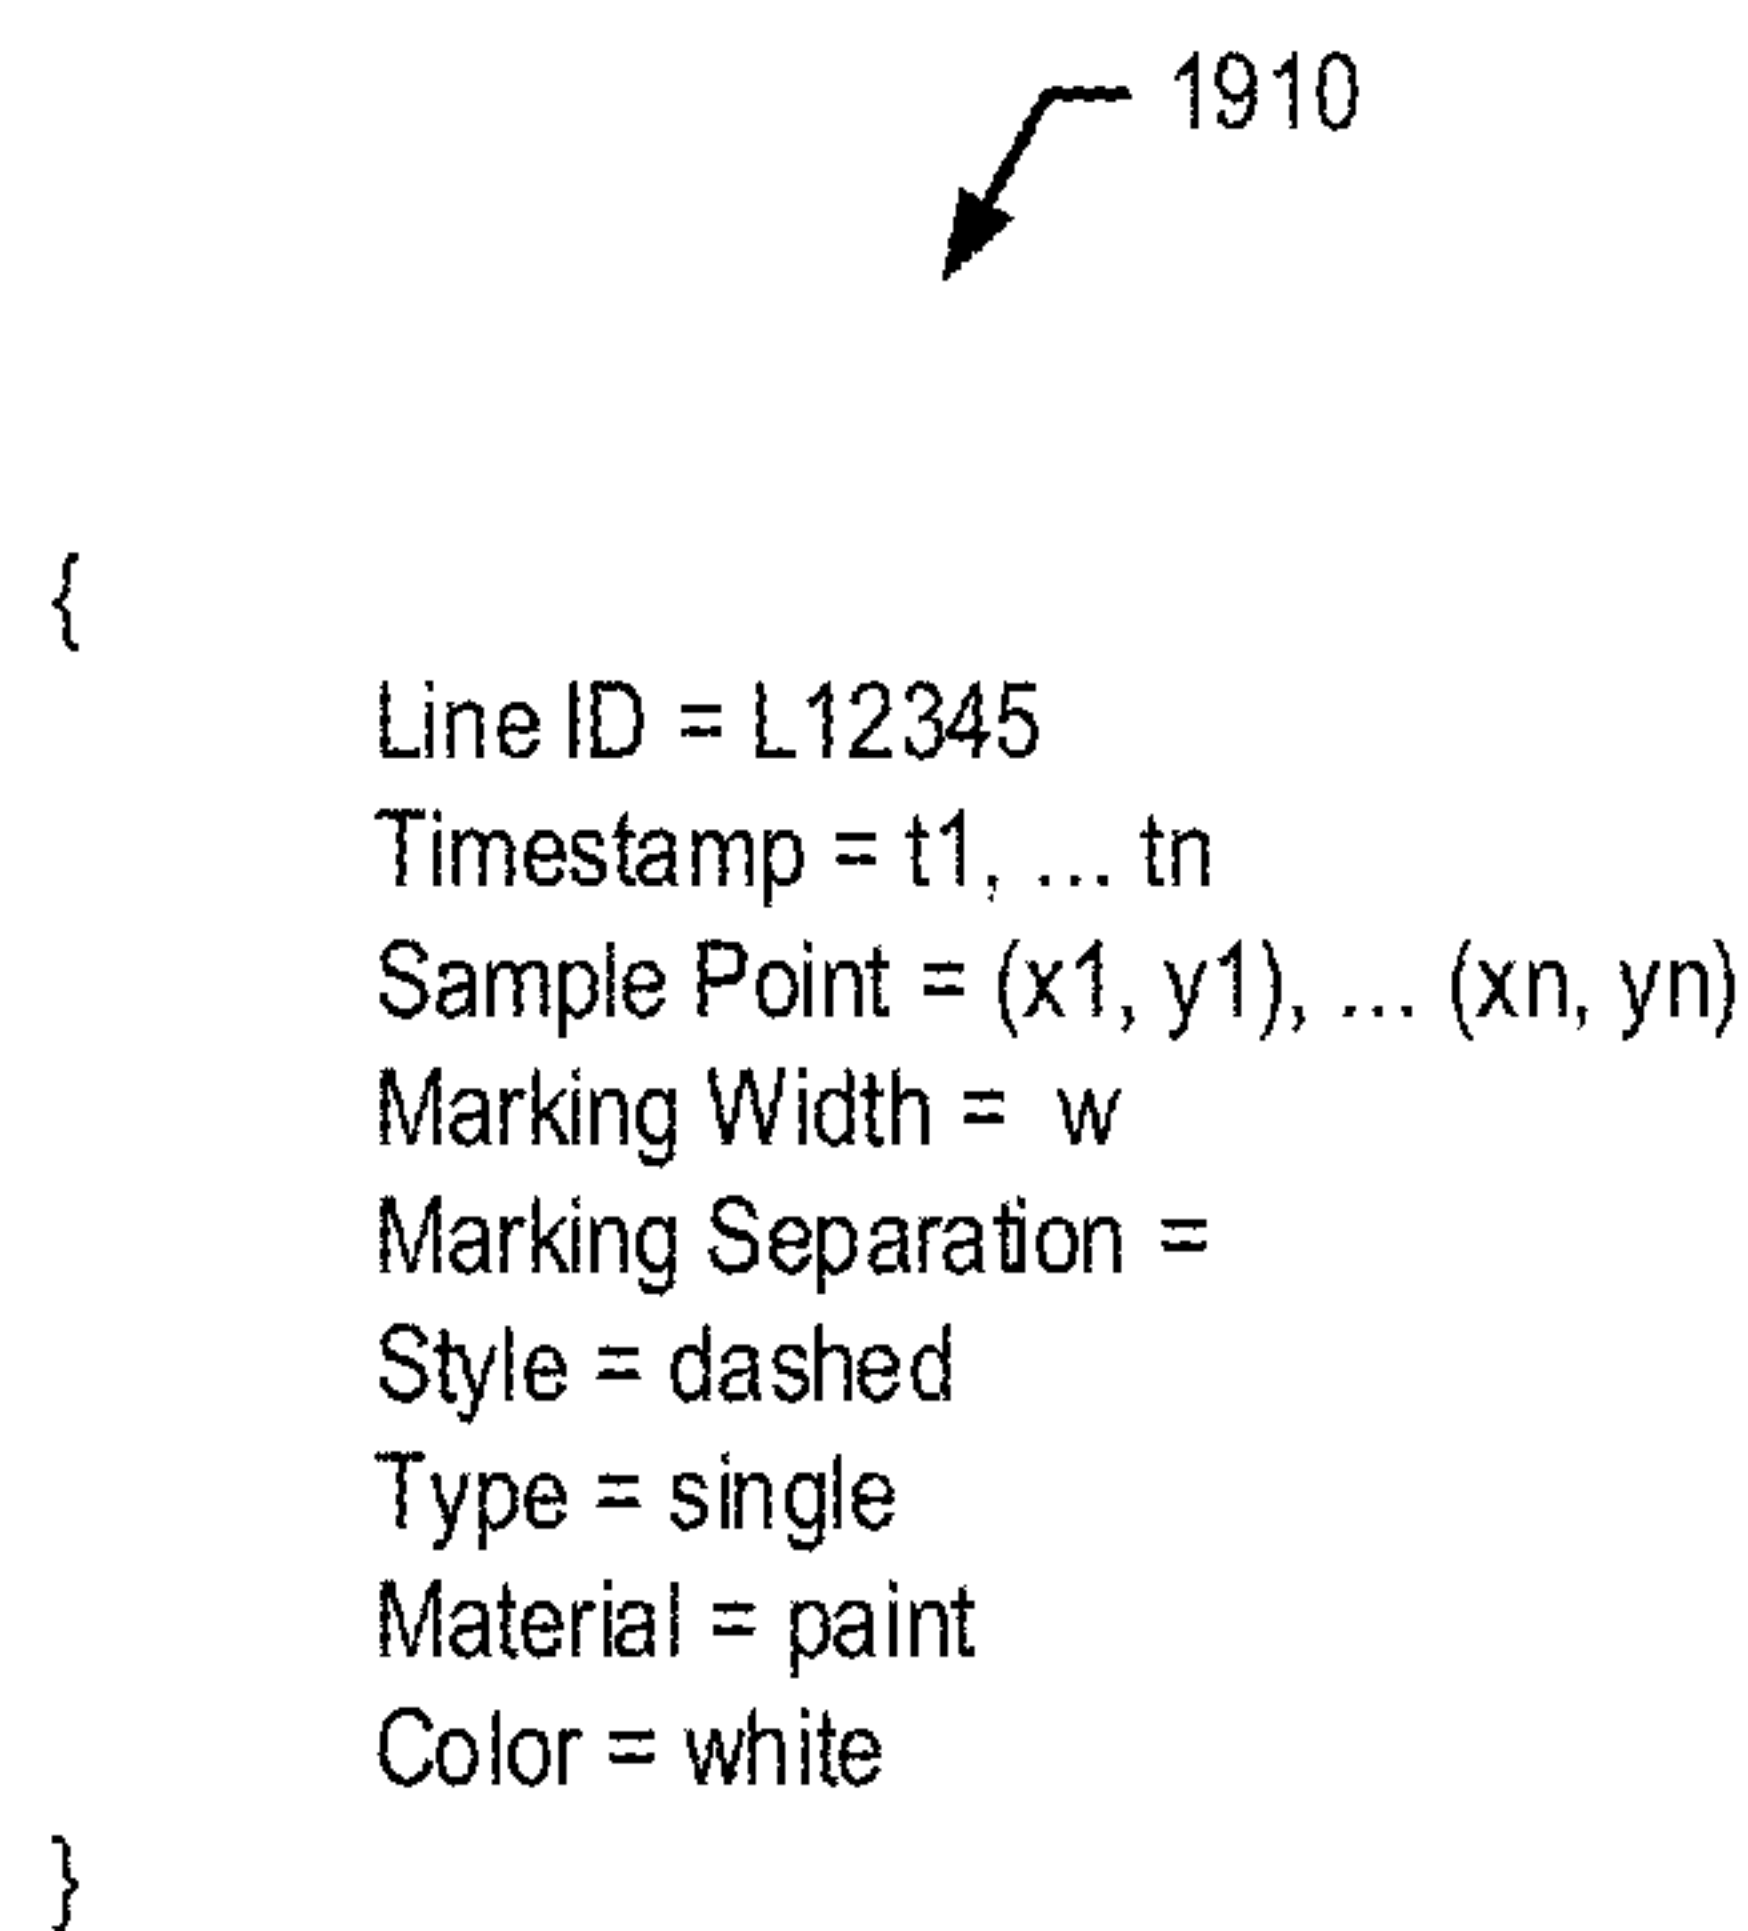 1910
{
Line ID = L12345
Timestamp = t1, ... tn
Sample Point = (x1, y1), ... (xn, yn)
Marking Width = w
Marking Separation =
Style = dashed
Type = single
Material = paint
Color = white
}